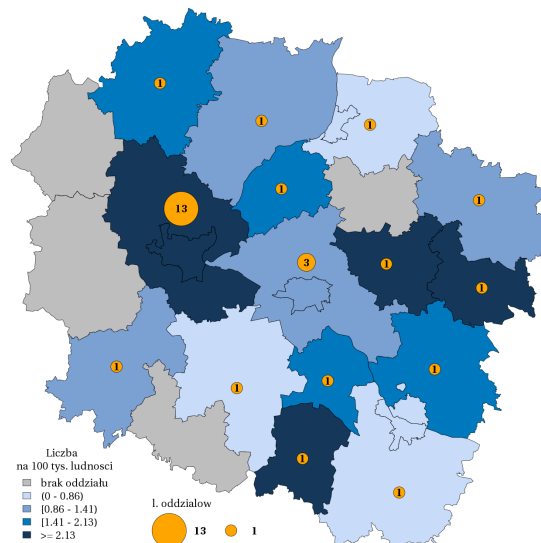 1
1
1
13
1
1
3
1
1
1
1
1
1
1
1
Liczba
na 100 tys. ludnosci
brak oddziału
(0 - 0.86)
[0.86 - 1.41)
[1.41 - 2.13)
>= 2.13
l. oddzialow
13 1